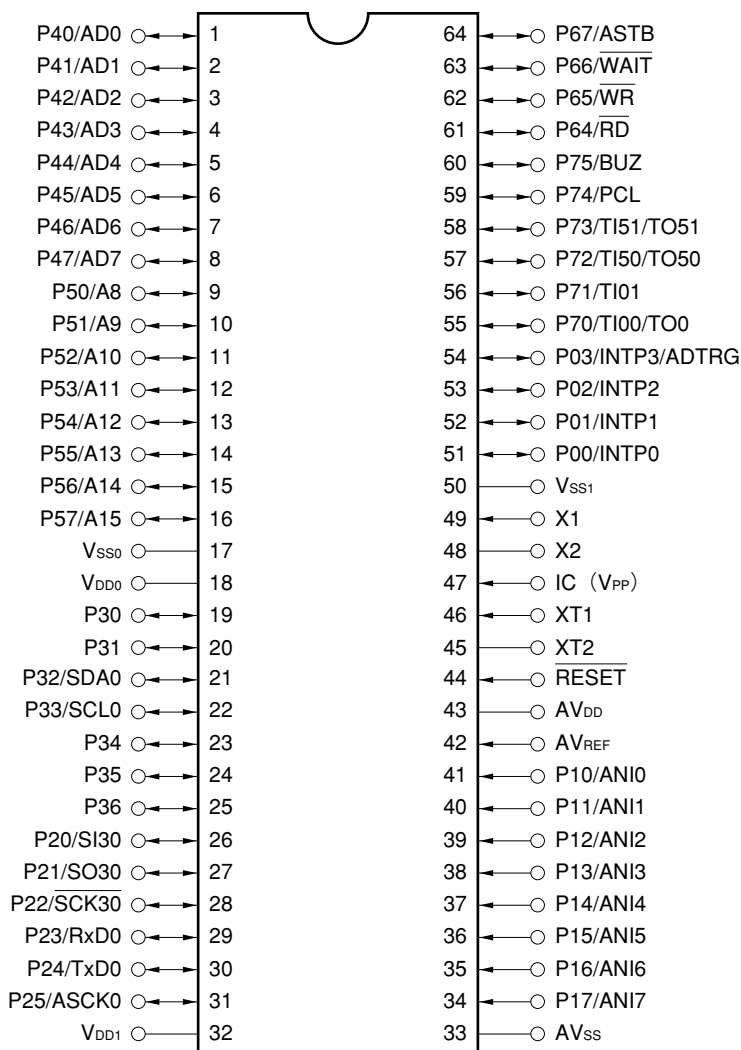 P40/AD0 1 64 P67/ASTB
P41/AD1 2 63 P66/WAIT
P42/AD2 3 62 P65/WR
P43/AD3 4 61 P64/RD
P44/AD4 5 60 P75/BUZ
P45/AD5 6 59 P74/PCL
P46/AD6 7 58 P73/TI51/TO51
P47/AD7 8 57 P72/TI50/TO50
P50/A8 9 56 P71/TI01
P51/A9 10 55 P70/TI00/TO0
P52/A10 11 54 P03/INTP3/ADTRG
P53/A11 12 53 P02/INTP2
P54/A12 13 52 P01/INTP1
P55/A13 14 51 P00/INTP0
P56/A14 15 50 VSS1
P57/A15 16 49 X1
VSS0 17 48 X2
VDD0 18 47 IC (VPP)
P30 19 46 XT1
P31 20 45 XT2
P32/SDA0 21 44 RESET
P33/SCL0 22 43 AVDD
P34 23 42 AVREF
P35 24 41 P10/ANI0
P36 25 40 P11/ANI1
P20/SI30 26 39 P12/ANI2
P21/SO30 27 38 P13/ANI3
P22/SCK30 28 37 P14/ANI4
P23/RxD0 29 36 P15/ANI5
P24/TxD0 30 35 P16/ANI6
P25/ASCK0 31 34 P17/ANI7
VDD1 32 33 AVSS